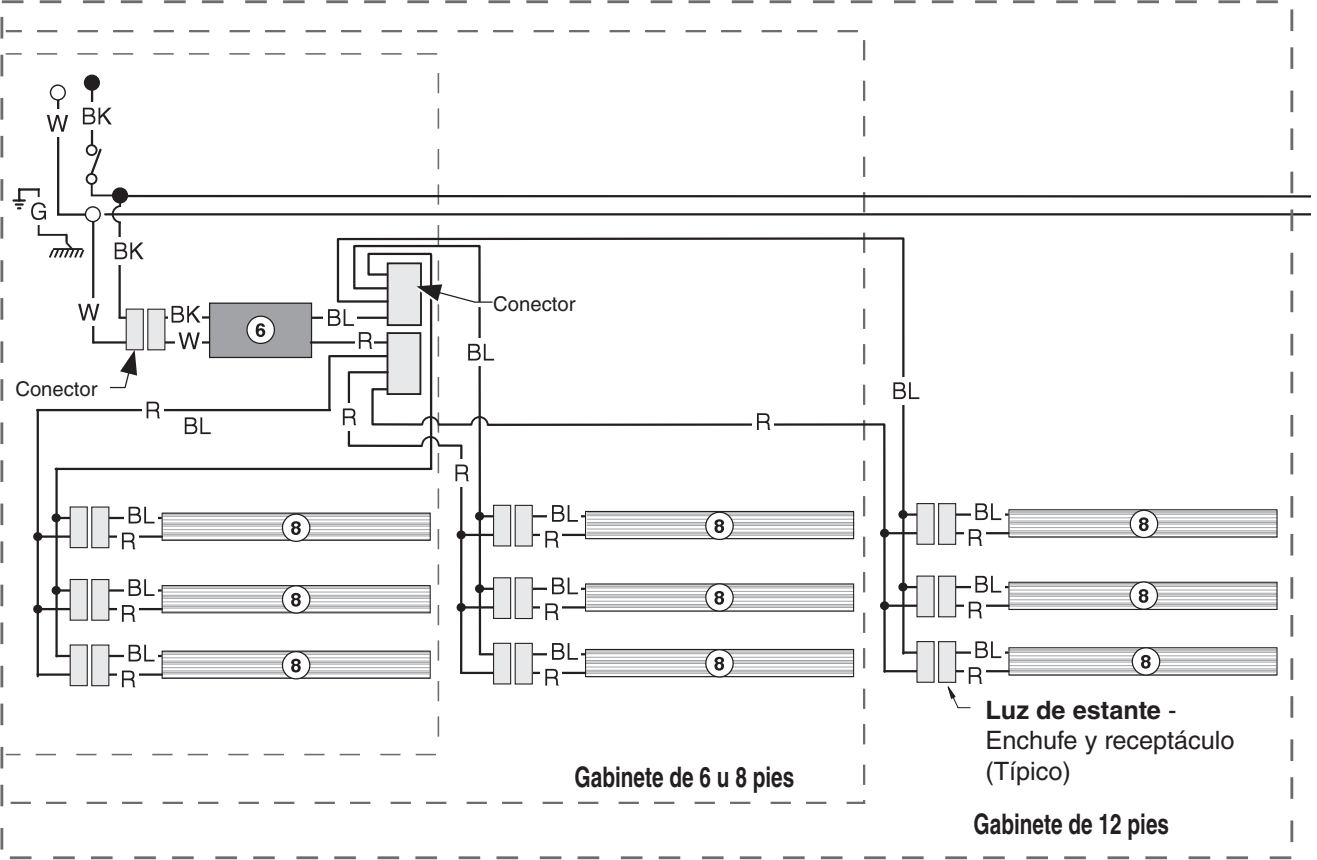 W
BK
G
BK
W
BK
W
6
BL
R
Conector
Conector
BL
BL
R
BL
R
R
R
BL
R
8
BL
R
8
BL
R
8
BL
R
8
BL
R
8
BL
R
8
BL
R
8
BL
R
8
BL
R
8
Luz de estante -
Enchufe y receptáculo
(Típico)
Gabinete de 6 u 8 pies
Gabinete de 12 pies